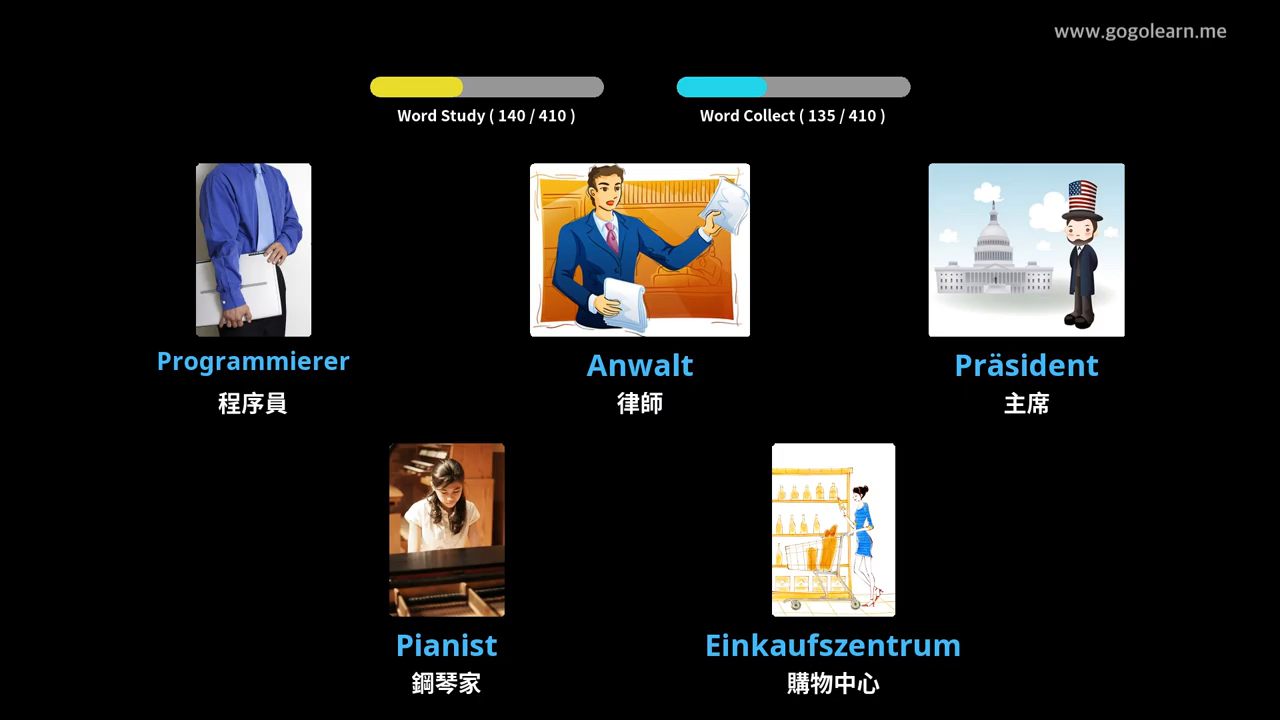 www.gogolearn.me
Word Study ( 140 / 410 )
Word Collect ( 135 / 410 )
Programmierer
程序員
Anwalt
律師
Präsident
主席
Pianist
鋼琴家
Einkaufszentrum
購物中心